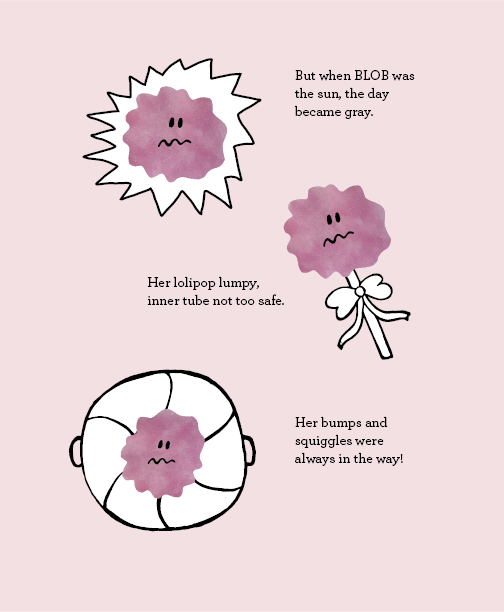 But when BLOB was
the sun, the day
became gray.
Her lolipop lumpy,
inner tube not too safe.
Her bumps and
squiggles were
always in the way!